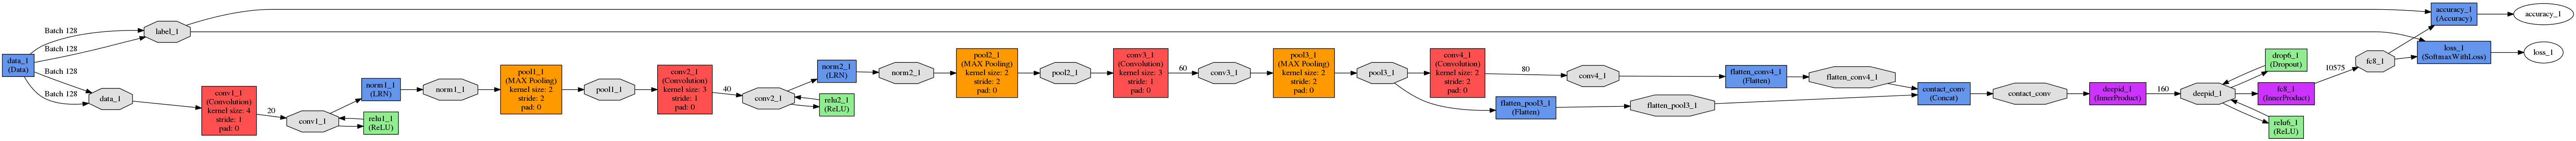 data_1
(Data)
Batch 128
Batch 128
Batch 128
Batch 128
label_1
data_1
conv1_1
(Convolution)
kernel size: 4
stride: 1
pad: 0
20
conv1_1
norm1_1
(LRN)
relu1_1
(ReLU)
norm1_1
pool1_1
(MAX Pooling)
kernel size: 2
stride: 2
pad: 0
pool1_1
conv2_1
(Convolution)
kernel size: 3
stride: 1
pad: 0
40
conv2_1
norm2_1
(LRN)
relu2_1
(ReLU)
norm2_1
pool2_1
(MAX Pooling)
kernel size: 2
stride: 2
pad: 0
pool2_1
conv3_1
(Convolution)
kernel size: 3
stride: 1
pad: 0
60
conv3_1
pool3_1
(MAX Pooling)
kernel size: 2
stride: 2
pad: 0
pool3_1
conv4_1
(Convolution)
kernel size: 2
stride: 2
pad: 0
80
conv4_1
flatten_pool3_1
(Flatten)
flatten_pool3_1
flatten_conv4_1
(Flatten)
flatten_conv4_1
contact_conv
(Concat)
contact_conv
deepid_1
(InnerProduct)
160
deepid_1
drop6_1
(Dropout)
fc8_1
(InnerProduct)
relu6_1
(ReLU)
10575
fc8_1
accuracy_1
(Accuracy)
loss_1
(SoftmaxWithLoss)
accuracy_1
loss_1